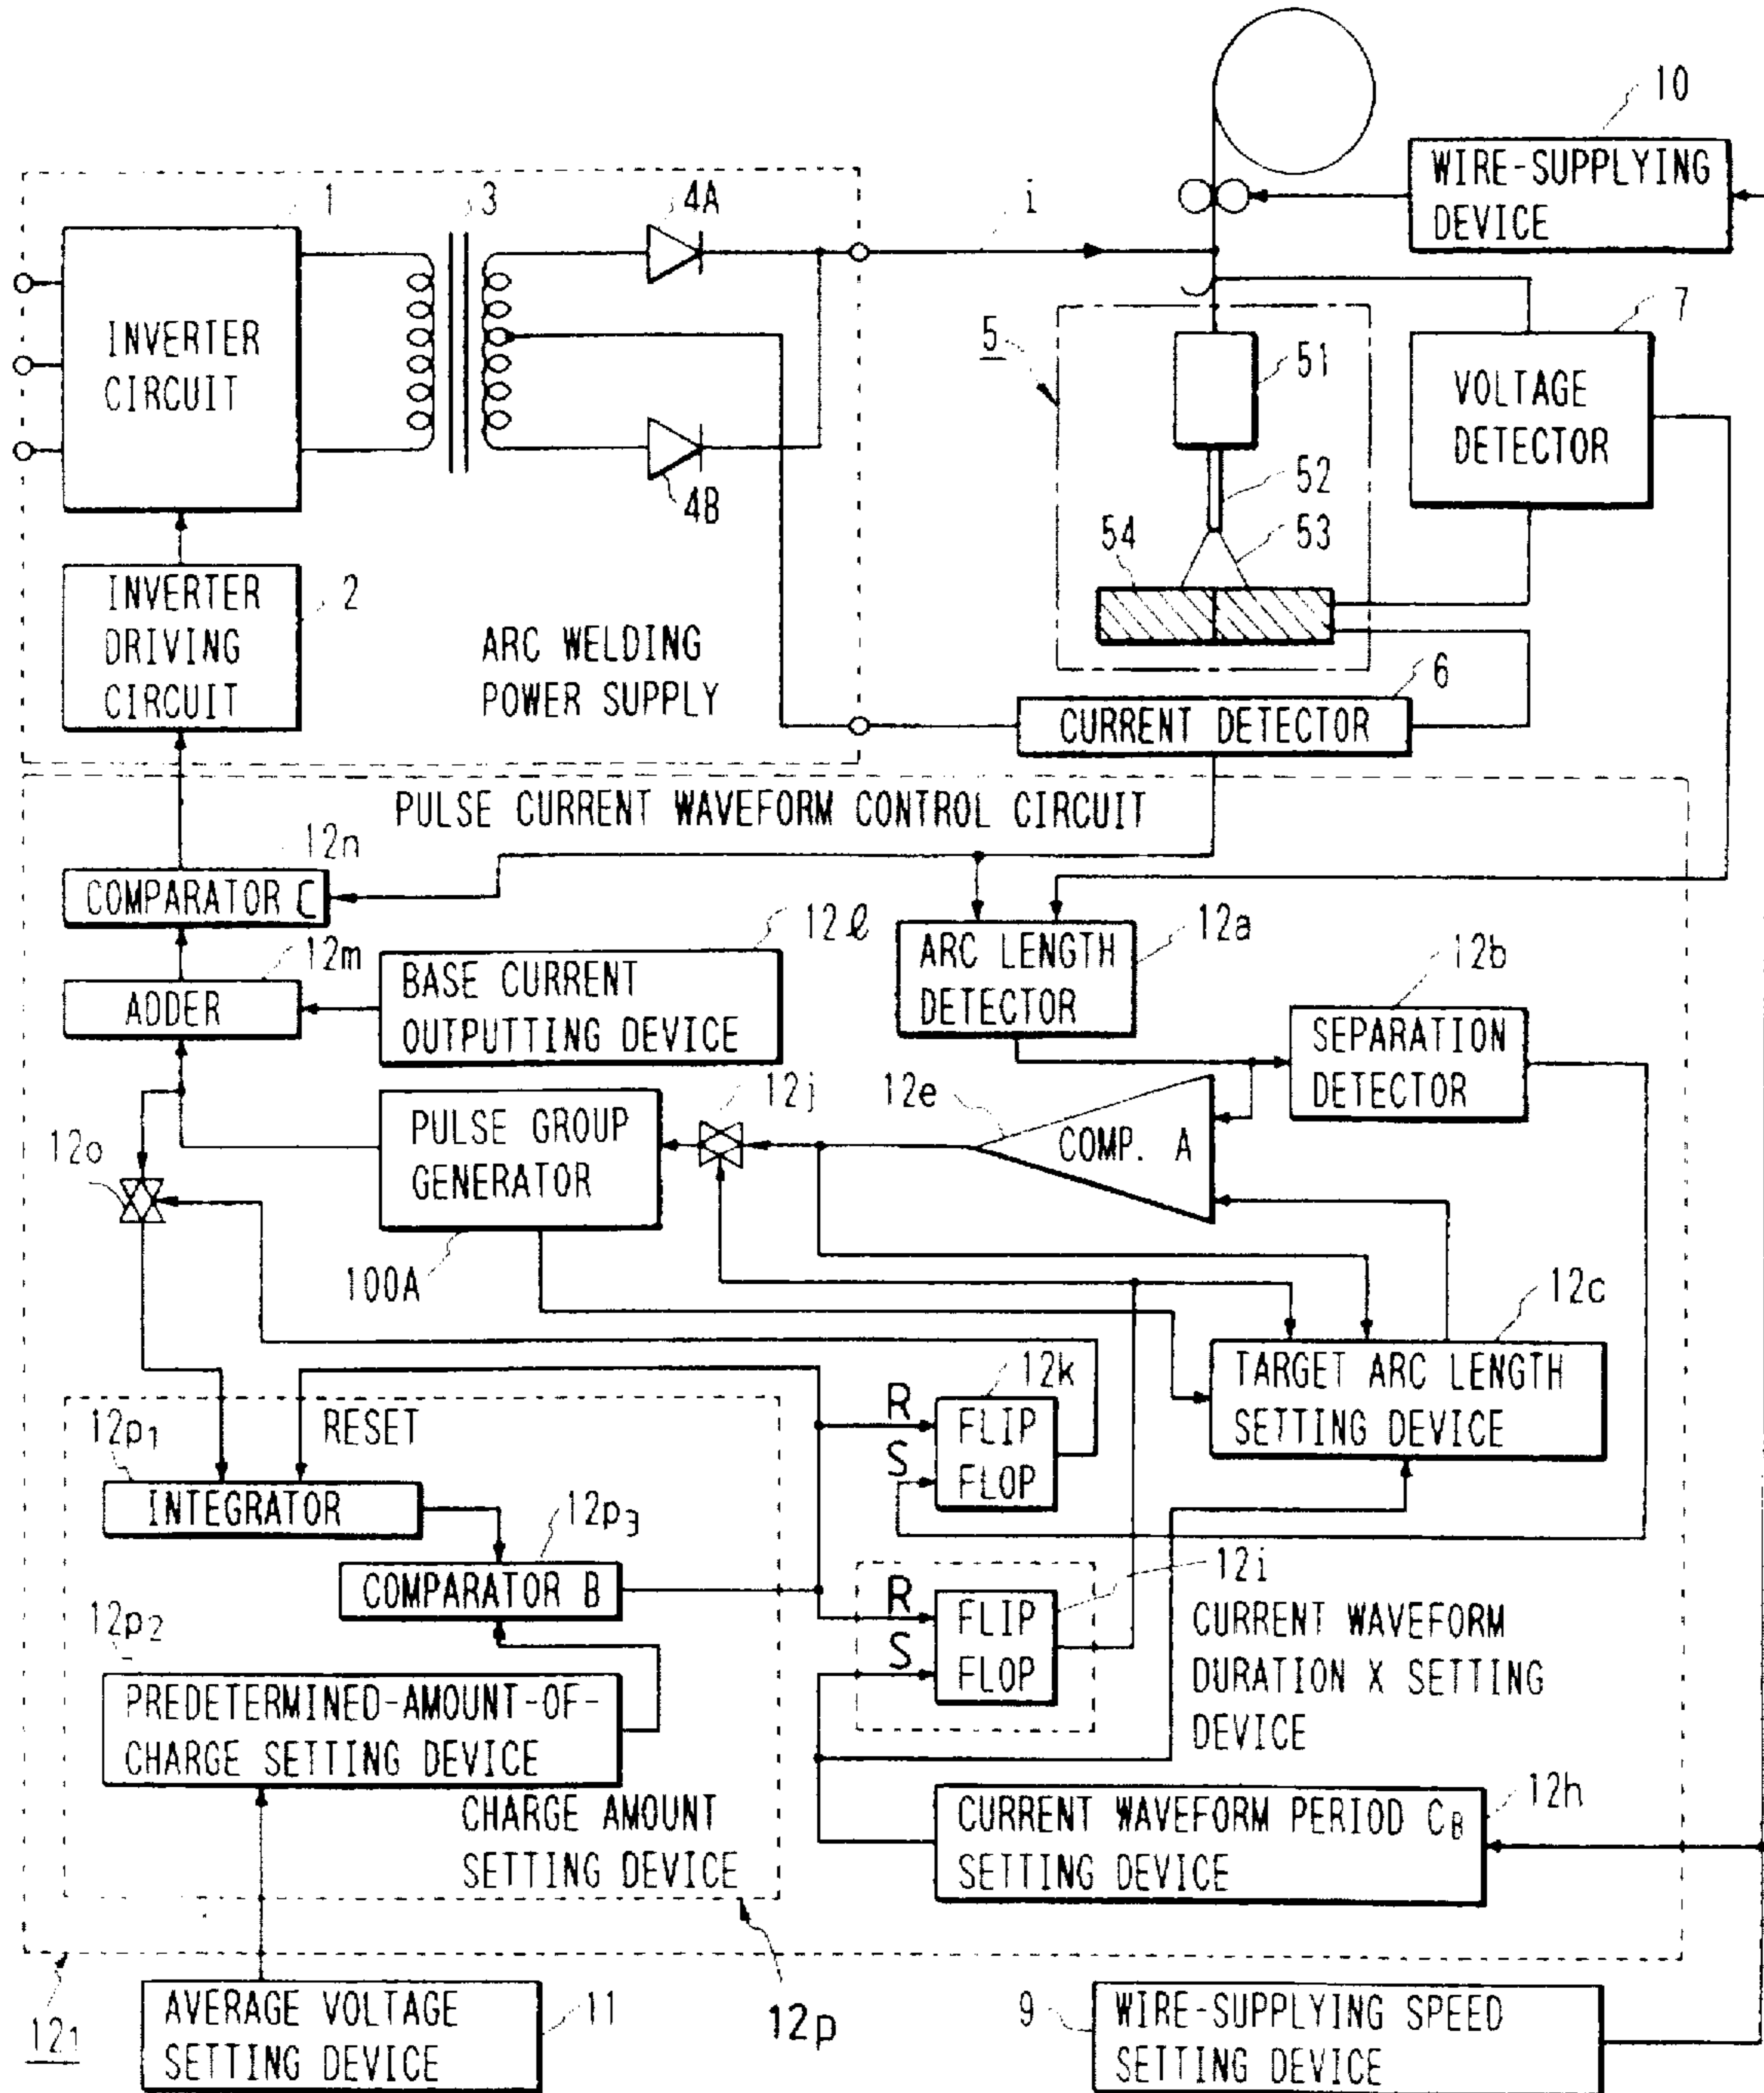 10
WIRE-SUPPLYING
DEVICE
1
3
4A
i
INVERTER
CIRCUIT
4B
5
51
52
53
54
7
VOLTAGE
DETECTOR
INVERTER
DRIVING
CIRCUIT
2
ARC WELDING
POWER SUPPLY
6
CURRENT DETECTOR
PULSE CURRENT WAVEFORM CONTROL CIRCUIT
12n
COMPARATOR C
12m
ADDER
12ℓ
BASE CURRENT
OUTPUTTING DEVICE
12a
ARC LENGTH
DETECTOR
12b
SEPARATION
DETECTOR
12j
12e
COMP. A
PULSE GROUP
GENERATOR
100A
12o
12c
TARGET ARC LENGTH
SETTING DEVICE
12k
R
S
FLIP
FLOP
RESET
12p1
INTEGRATOR
12p3
COMPARATOR B
12i
R
S
FLIP
FLOP
CURRENT WAVEFORM
DURATION X SETTING
DEVICE
12p2
PREDETERMINED-AMOUNT-OF-
CHARGE SETTING DEVICE
CHARGE AMOUNT
SETTING DEVICE
12h
CURRENT WAVEFORM PERIOD CB
SETTING DEVICE
12p
121
AVERAGE VOLTAGE
SETTING DEVICE
11
9
WIRE-SUPPLYING SPEED
SETTING DEVICE